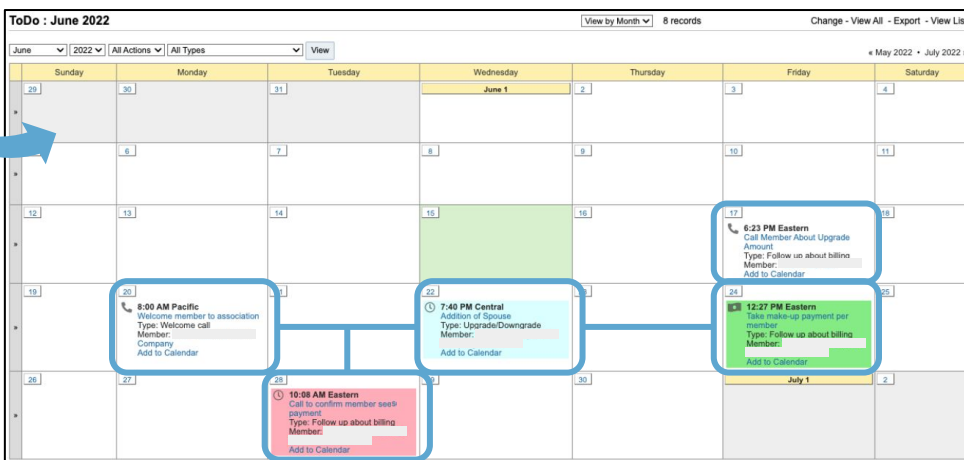 ToDo : June 2022
View by Month 8 records
Change - View All - Export - View Lis
June 2022 All Actions All Types View
« May 2022 • July 2022
Sunday Monday Tuesday Wednesday Thursday Friday Saturday
29 30 31 June 1 2 3 4
»
6 7 8 9 10 11
»
12 13 14 15 16 17 18
»
6:23 PM Eastern
Call Member About Upgrade
Amount
Type: Follow up about billing
Member:
Add to Calendar
19 20 22 24 25
»
8:00 AM Pacific
Welcome member to association
Type: Welcome call
Member:
Company
Add to Calendar
7:40 PM Central
Addition of Spouse
Type: Upgrade/Downgrade
Member:
Add to Calendar
12:27 PM Eastern
Take make-up payment per
member
Type: Follow up about billing
Member:
Add to Calendar
26 27 28 30 July 1 2
»
10:08 AM Eastern
Call to confirm member
payment
Type: Follow up about billing
Member:
Add to Calendar